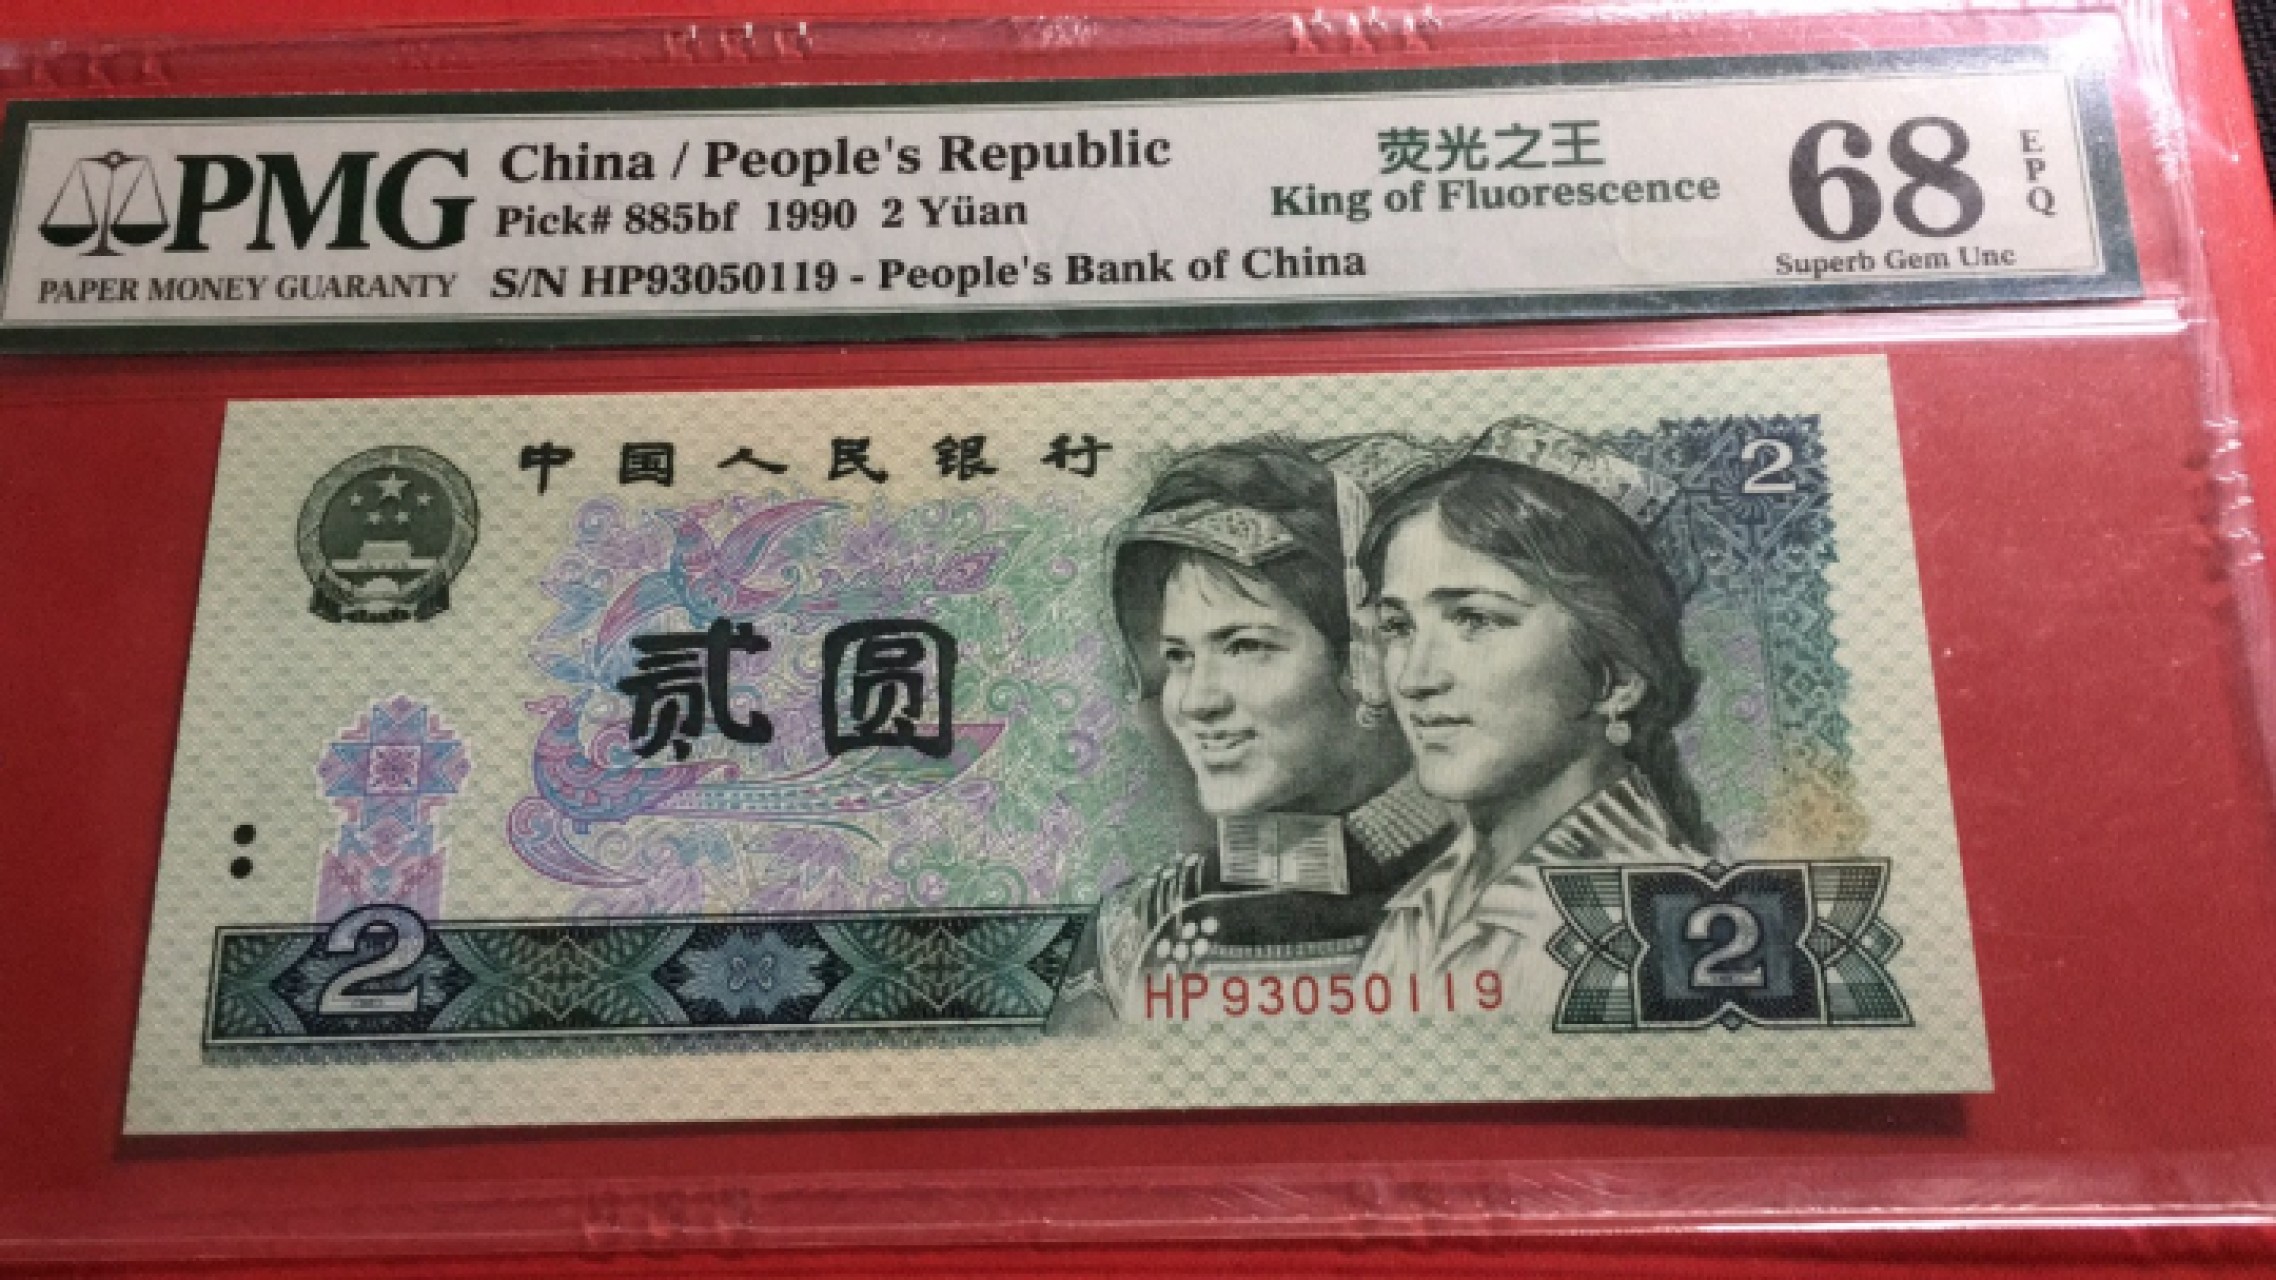 PMG
PAPER MONEY GUARANTY
China / People's Republic
Pick# 885bf 1990 2 Yüan
S/N HP93050119 - People's Bank of China
荧光之王
King of Fluorescence
68
EPQ
Superb Gem Unc
中国人民银行
2
贰圆
2
HP93050119
2